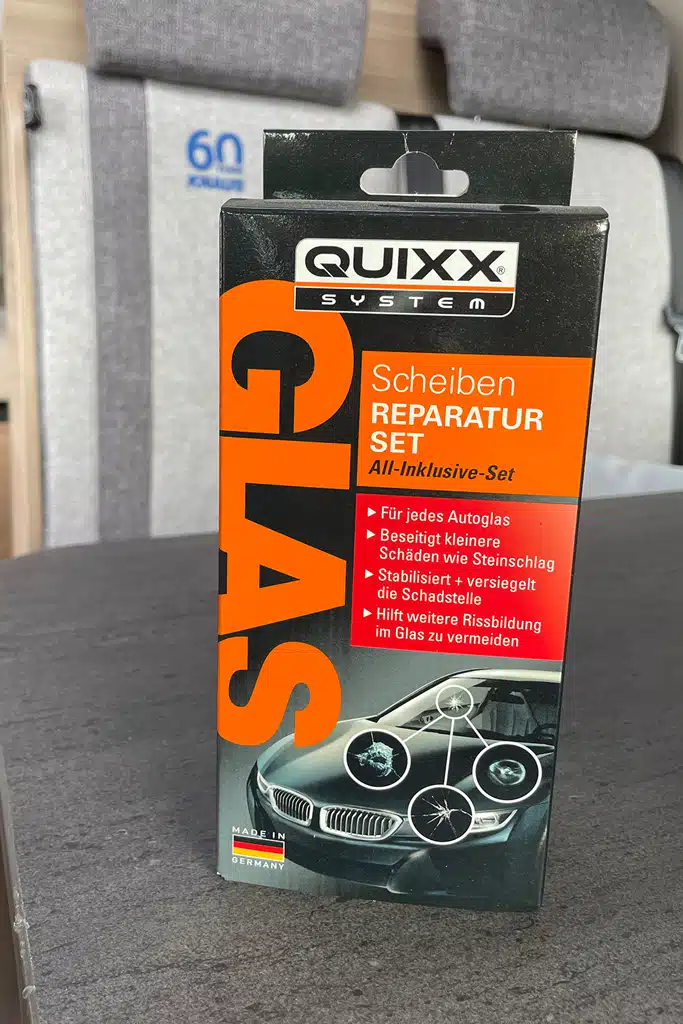 60
KNAUS
QUIXX®
SYSTEM
GLAS
Scheiben
REPARATUR
SET
All-Inklusive-Set
▶ Für jedes Autoglas
▶ Beseitigt kleinere
Schäden wie Steinschlag
▶ Stabilisiert + versiegelt
die Schadstelle
▶ Hilft weitere Rissbildung
im Glas zu vermeiden
MADE IN
GERMANY